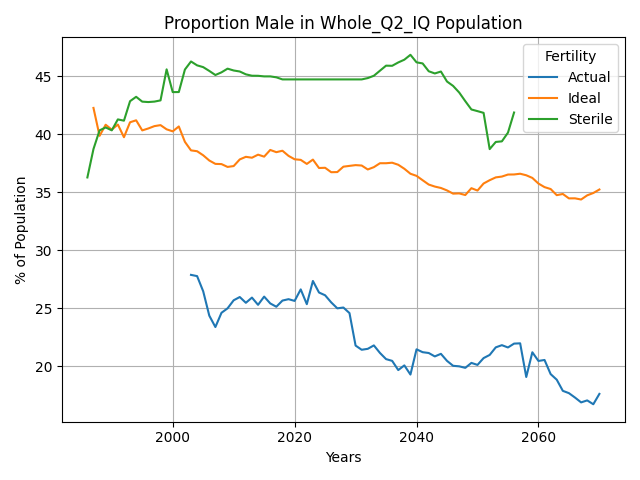 Proportion Male in Whole_Q2_IQ Population
Fertility
Actual
Ideal
Sterile
% of Population
45
40
35
30
25
20
2000
2020
2040
2060
Years